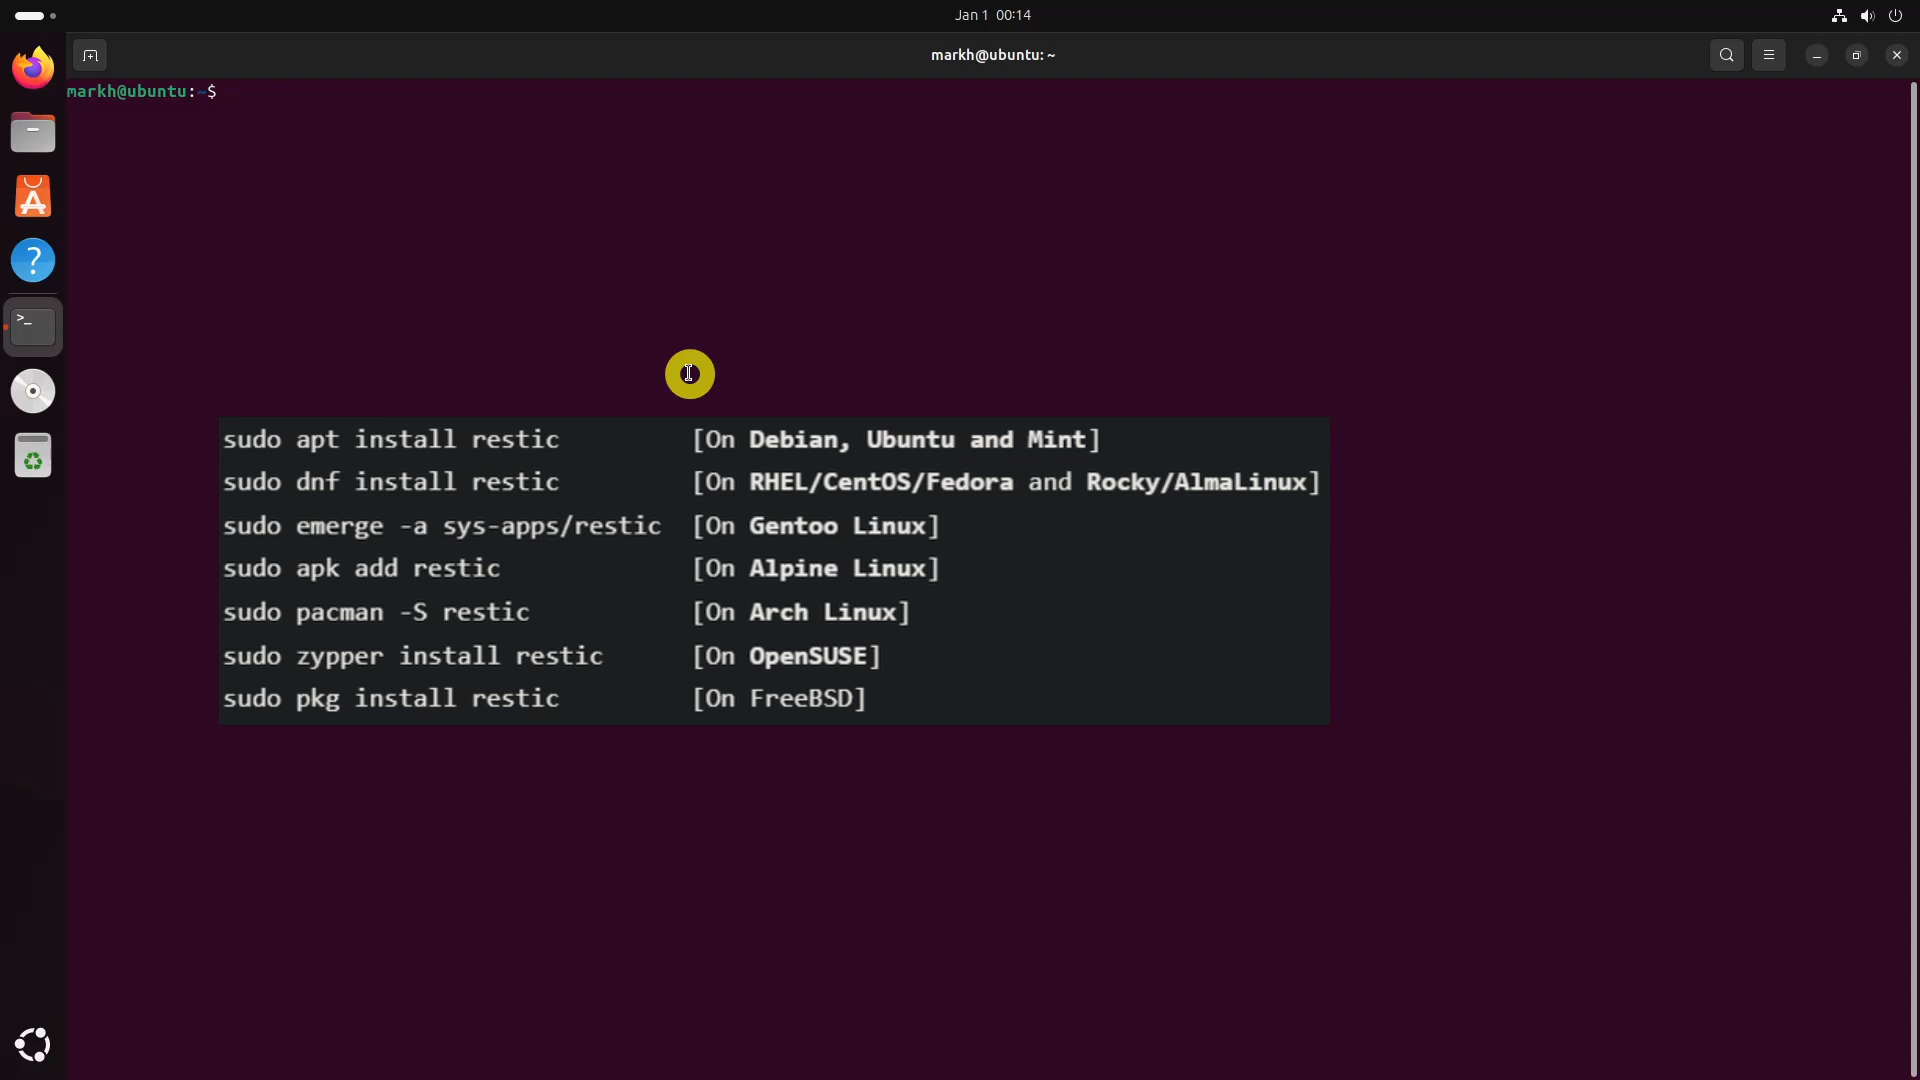 Jan 1 00:14
markh@ubuntu: ~
markh@ubuntu:~$
sudo apt install restic [On Debian, Ubuntu and Mint]
sudo dnf install restic [On RHEL/CentOS/Fedora and Rocky/AlmaLinux]
sudo emerge -a sys-apps/restic [On Gentoo Linux]
sudo apk add restic [On Alpine Linux]
sudo pacman -S restic [On Arch Linux]
sudo zypper install restic [On OpenSUSE]
sudo pkg install restic [On FreeBSD]